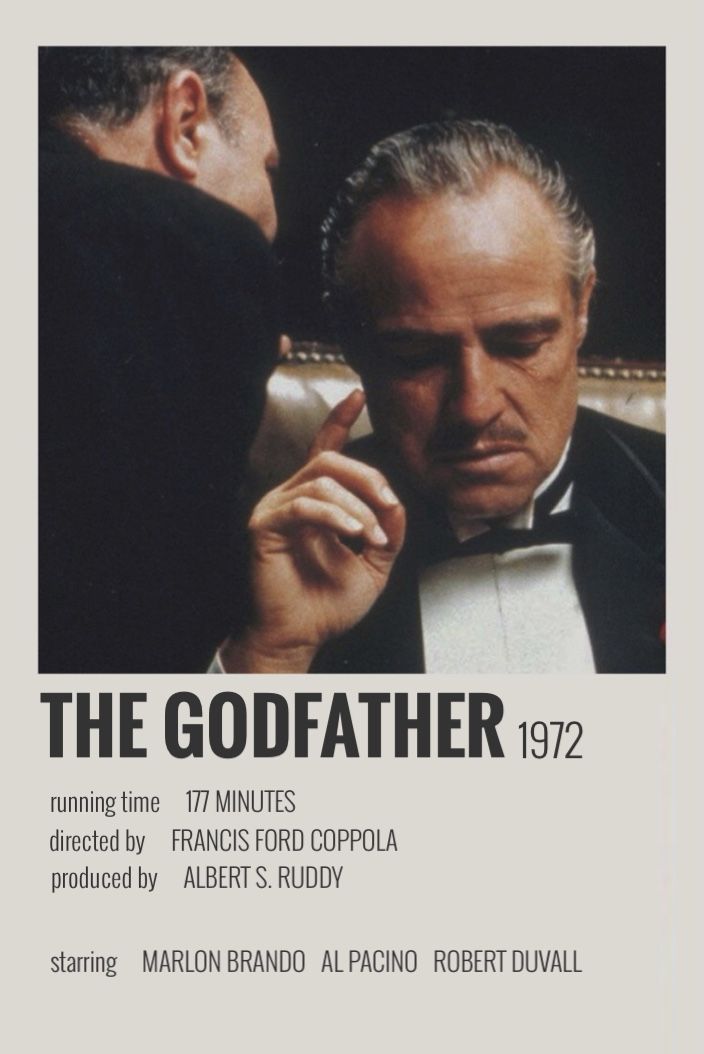 THE GODFATHER 1972
running time 177 MINUTES
directed by FRANCIS FORD COPPOLA
produced by ALBERT S. RUDDY
starring MARLON BRANDO AL PACINO ROBERT DUVALL